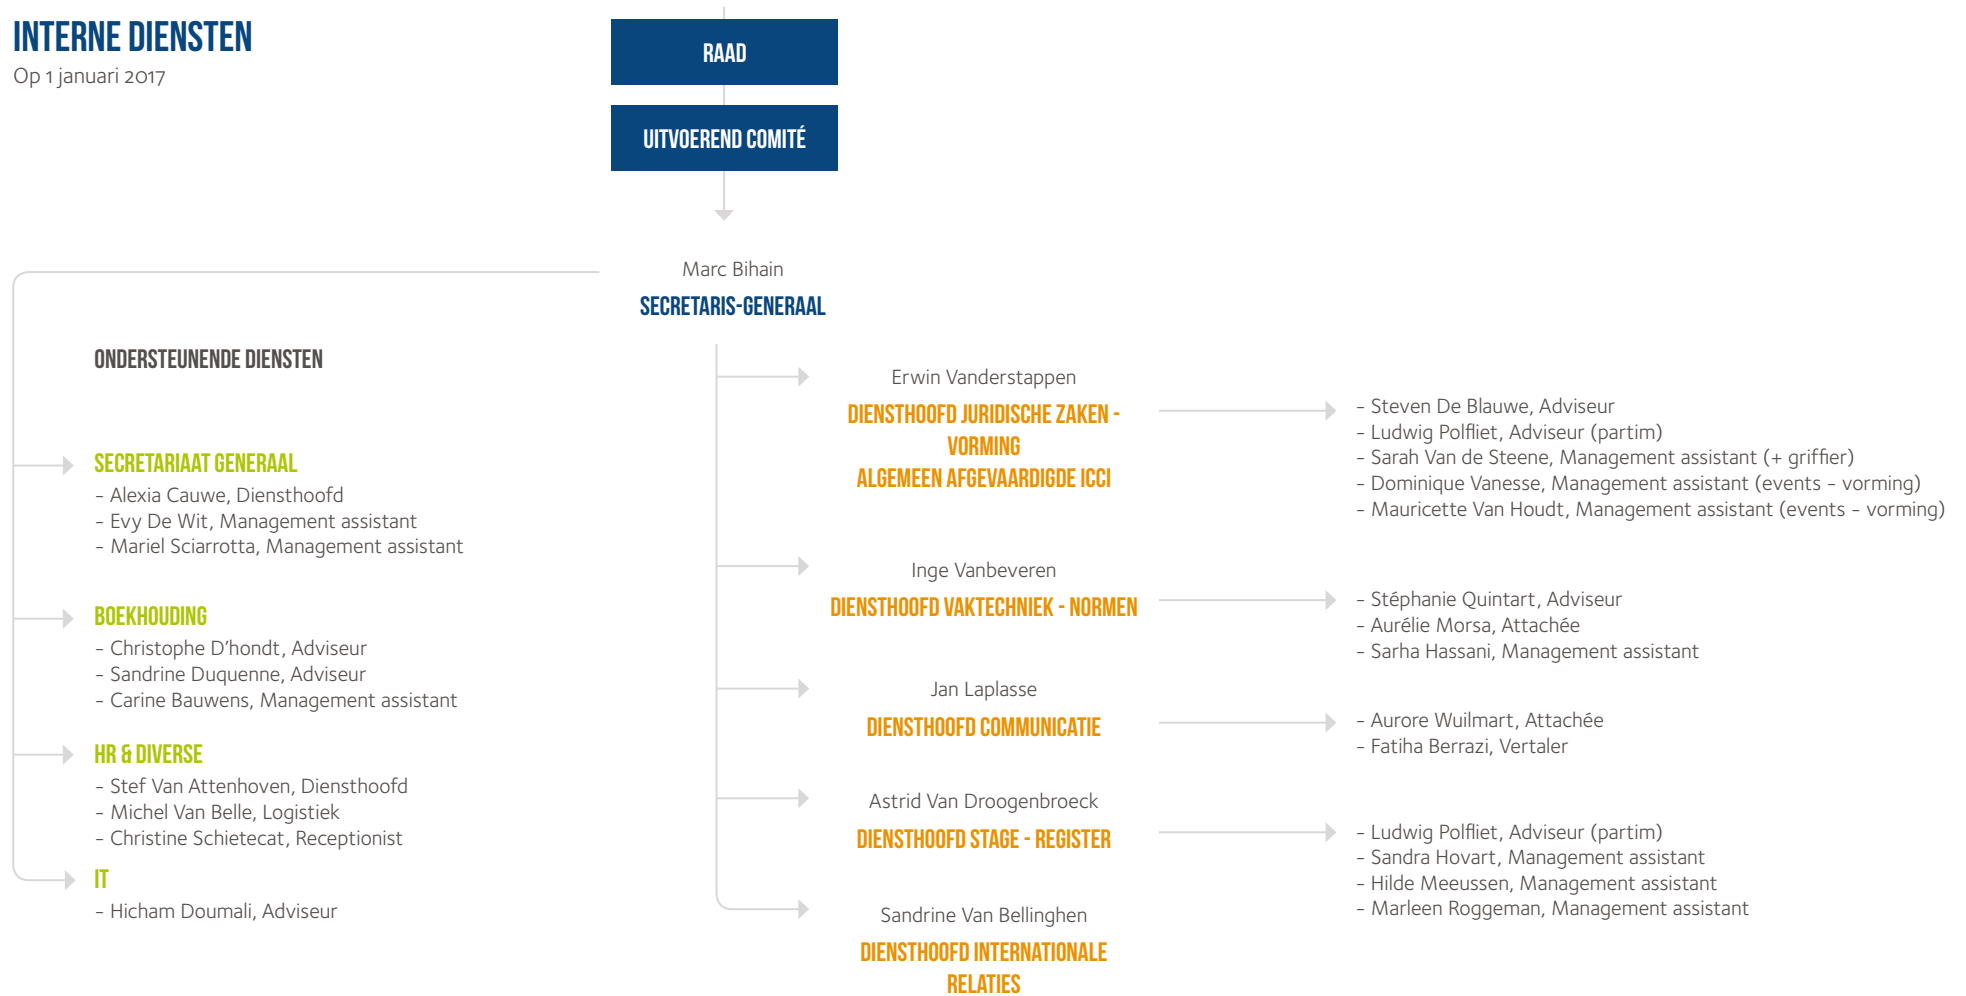 INTERNE DIENSTEN
Op 1 januari 2017
RAAD
UITVOEREND COMITÉ
Marc Bihain
SECRETARIS-GENERAAL
ONDERSTEUNENDE DIENSTEN
SECRETARIAAT GENERAAL
- Alexia Cauwe, Diensthoofd
- Evy De Wit, Management assistant
- Mariel Sciarrotta, Management assistant
BOEKHOUDING
- Christophe D'hondt, Adviseur
- Sandrine Duquenne, Adviseur
- Carine Bauwens, Management assistant
HR & DIVERSE
- Stef Van Attenhoven, Diensthoofd
- Michel Van Belle, Logistiek
- Christine Schietecat, Receptionist
IT
- Hicham Doumali, Adviseur
Erwin Vanderstappen
DIENSTHOOFD JURIDISCHE ZAKEN -
VORMING
ALGEMEEN AFGEVAARDIGDE ICCI
- Steven De Blauwe, Adviseur
- Ludwig Polfliet, Adviseur (partim)
- Sarah Van de Steene, Management assistant (+ griffier)
- Dominique Vanesse, Management assistant (events - vorming)
- Mauricette Van Houdt, Management assistant (events - vorming)
Inge Vanbeveren
DIENSTHOOFD VAKTECHNIEK - NORMEN
- Stéphanie Quintart, Adviseur
- Aurélie Morsa, Attachée
- Sarha Hassani, Management assistant
Jan Laplasse
DIENSTHOOFD COMMUNICATIE
- Aurore Wuilmart, Attachée
- Fatiha Berrazi, Vertaler
Astrid Van Droogenbroeck
DIENSTHOOFD STAGE - REGISTER
- Ludwig Polfliet, Adviseur (partim)
- Sandra Hovart, Management assistant
- Hilde Meeussen, Management assistant
- Marleen Roggeman, Management assistant
Sandrine Van Bellinghen
DIENSTHOOFD INTERNATIONALE
RELATIES